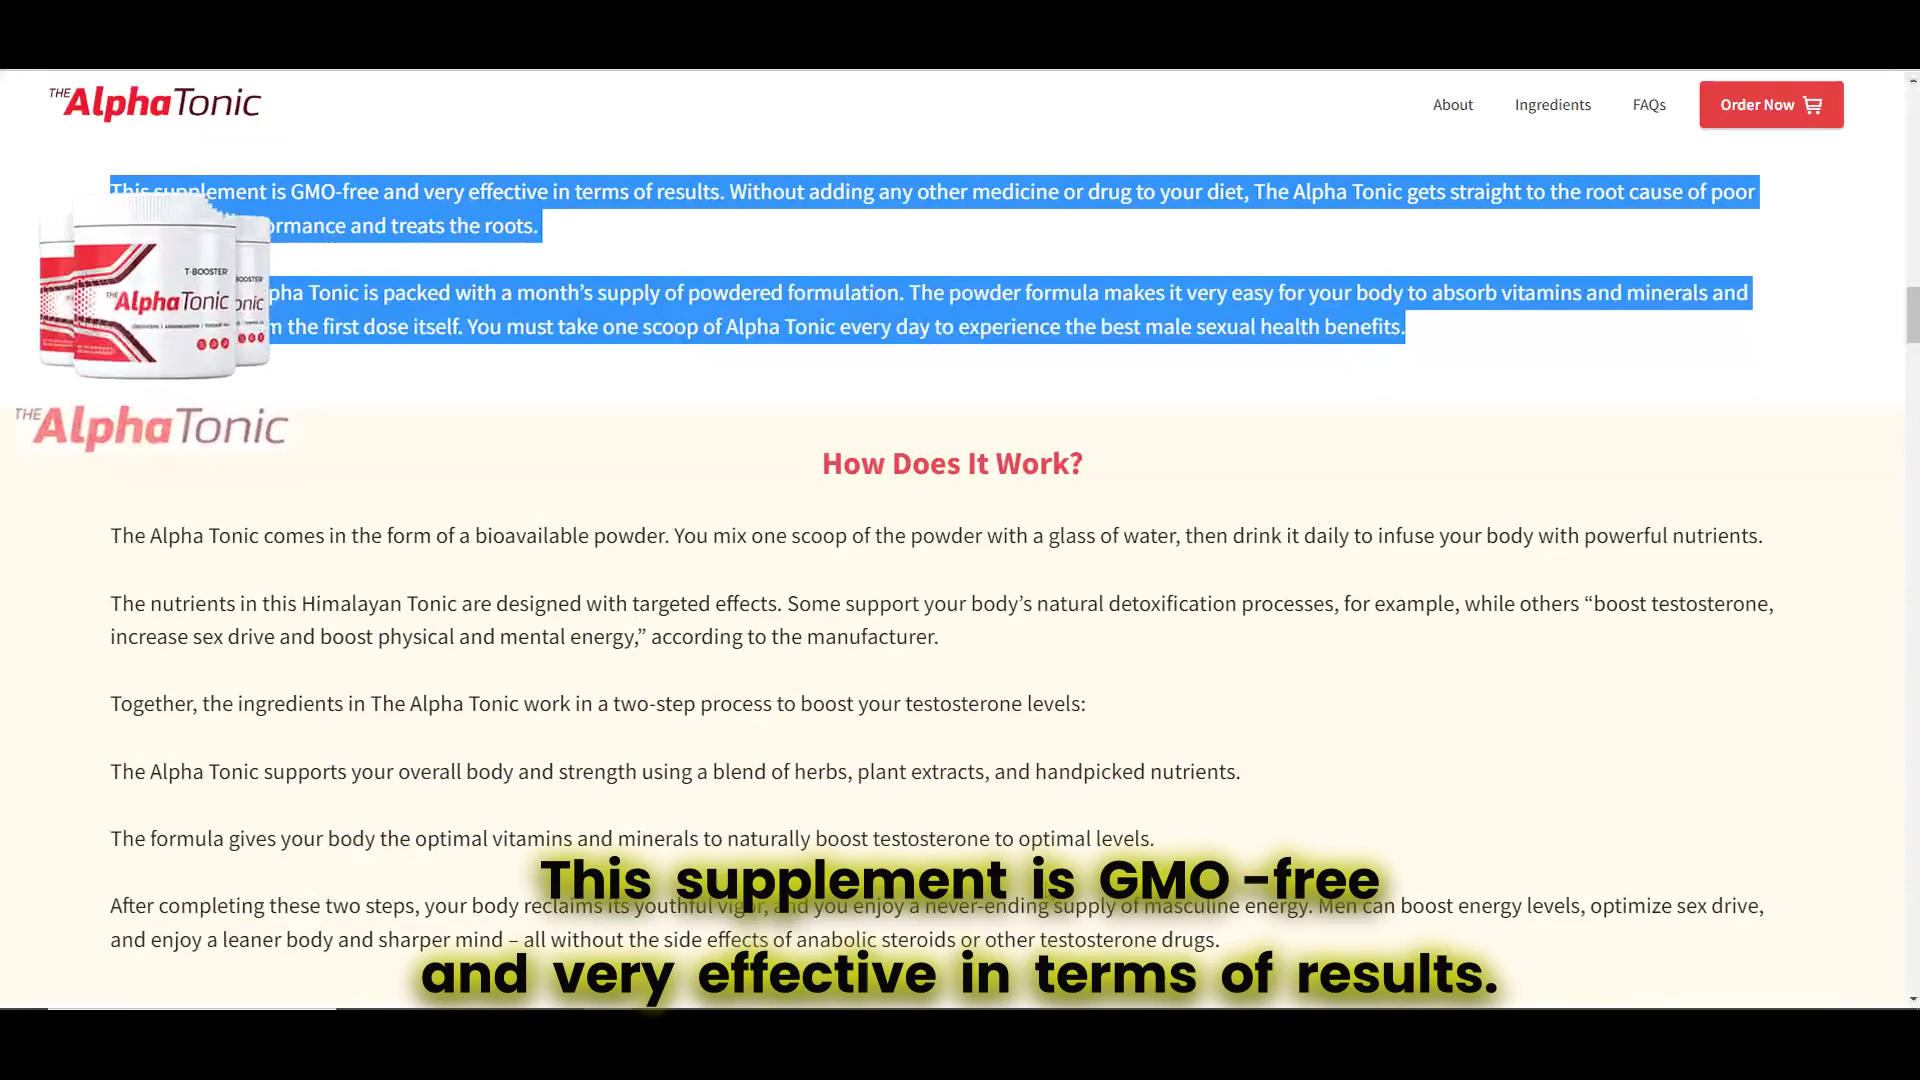 THE AlphaTonic
About
Ingredients
FAQs
Order Now
This supplement is GMO-free and very effective in terms of results. Without adding any other medicine or drug to your diet, The Alpha Tonic gets straight to the root cause of poor
ormance and treats the roots.
pha Tonic is packed with a month’s supply of powdered formulation. The powder formula makes it very easy for your body to absorb vitamins and minerals and
m the first dose itself. You must take one scoop of Alpha Tonic every day to experience the best male sexual health benefits.
T-BOOSTER
BOOSTER
THE AlphaTonic
onic
THE AlphaTonic
How Does It Work?
The Alpha Tonic comes in the form of a bioavailable powder. You mix one scoop of the powder with a glass of water, then drink it daily to infuse your body with powerful nutrients.
The nutrients in this Himalayan Tonic are designed with targeted effects. Some support your body’s natural detoxification processes, for example, while others “boost testosterone,
increase sex drive and boost physical and mental energy,” according to the manufacturer.
Together, the ingredients in The Alpha Tonic work in a two-step process to boost your testosterone levels:
The Alpha Tonic supports your overall body and strength using a blend of herbs, plant extracts, and handpicked nutrients.
The formula gives your body the optimal vitamins and minerals to naturally boost testosterone to optimal levels.
After completing these two steps, your body reclaims its youthful vigor, and you enjoy a never-ending supply of masculine energy. Men can boost energy levels, optimize sex drive,
and enjoy a leaner body and sharper mind – all without the side effects of anabolic steroids or other testosterone drugs.
This supplement is GMO -free
and very effective in terms of results.